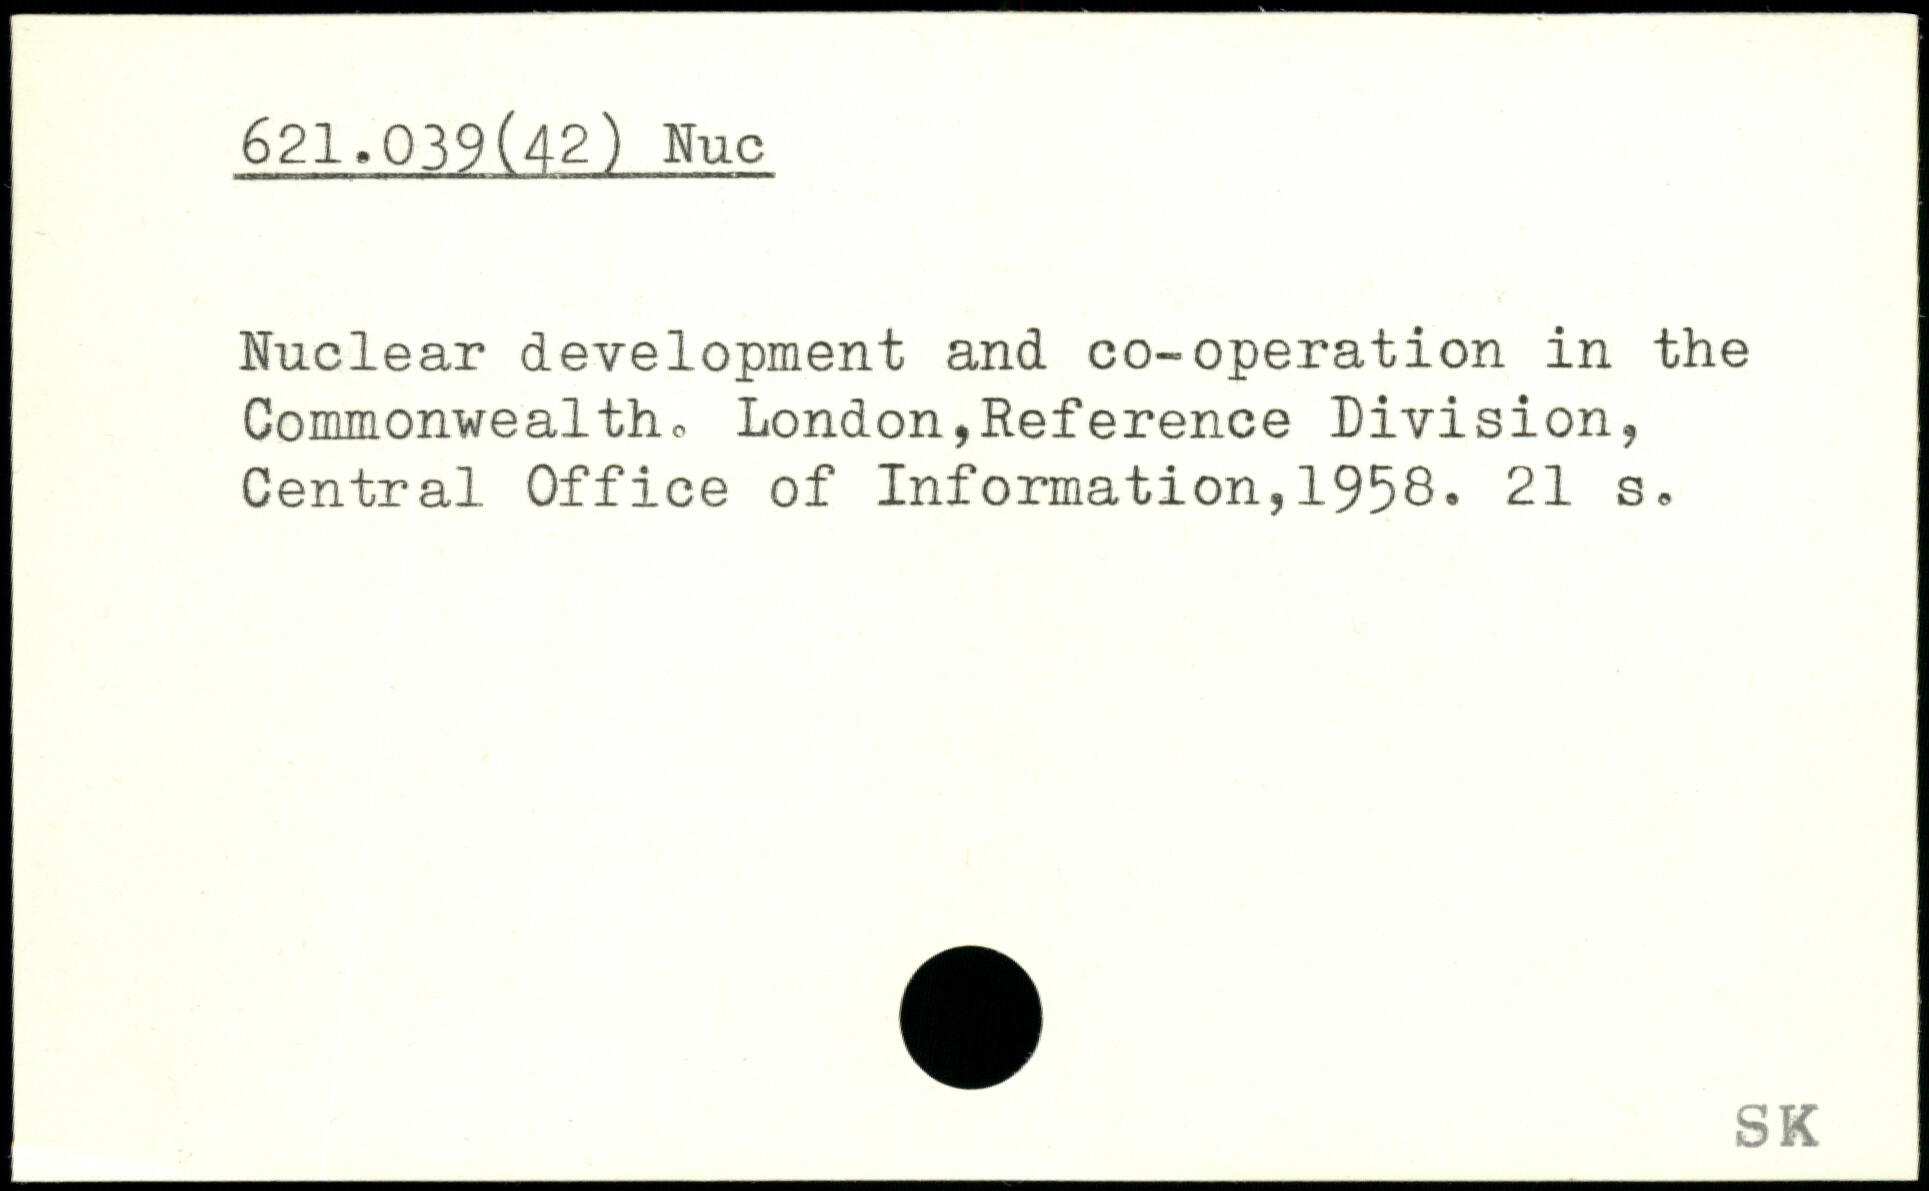 621.039(42) Nuc
Nuclear development and co-operation in the
Commonwealth. London,Reference Division,
Central Office of Information,1958. 21 s.
SK